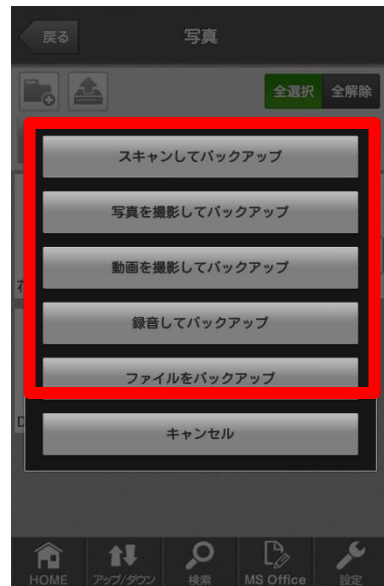 戻る
写真
全選択 全解除
スキャンしてバックアップ
写真を撮影してバックアップ
動画を撮影してバックアップ
録音してバックアップ
ファイルをバックアップ
D
キャンセル
HOME アップ/ダウン 検索 MS Office 設定